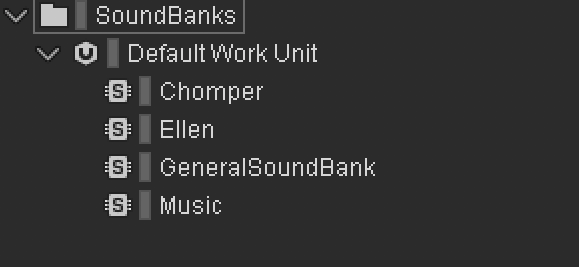 SoundBanks
Default Work Unit
Chomper
Ellen
GeneralSoundBank
Music